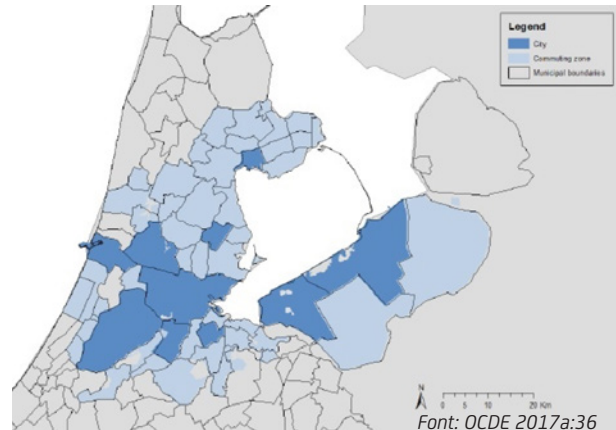 Legend
City
Commuting zone
Municipal boundaries
N
0 5 10 20 Km
Font: OCDE 2017a:36